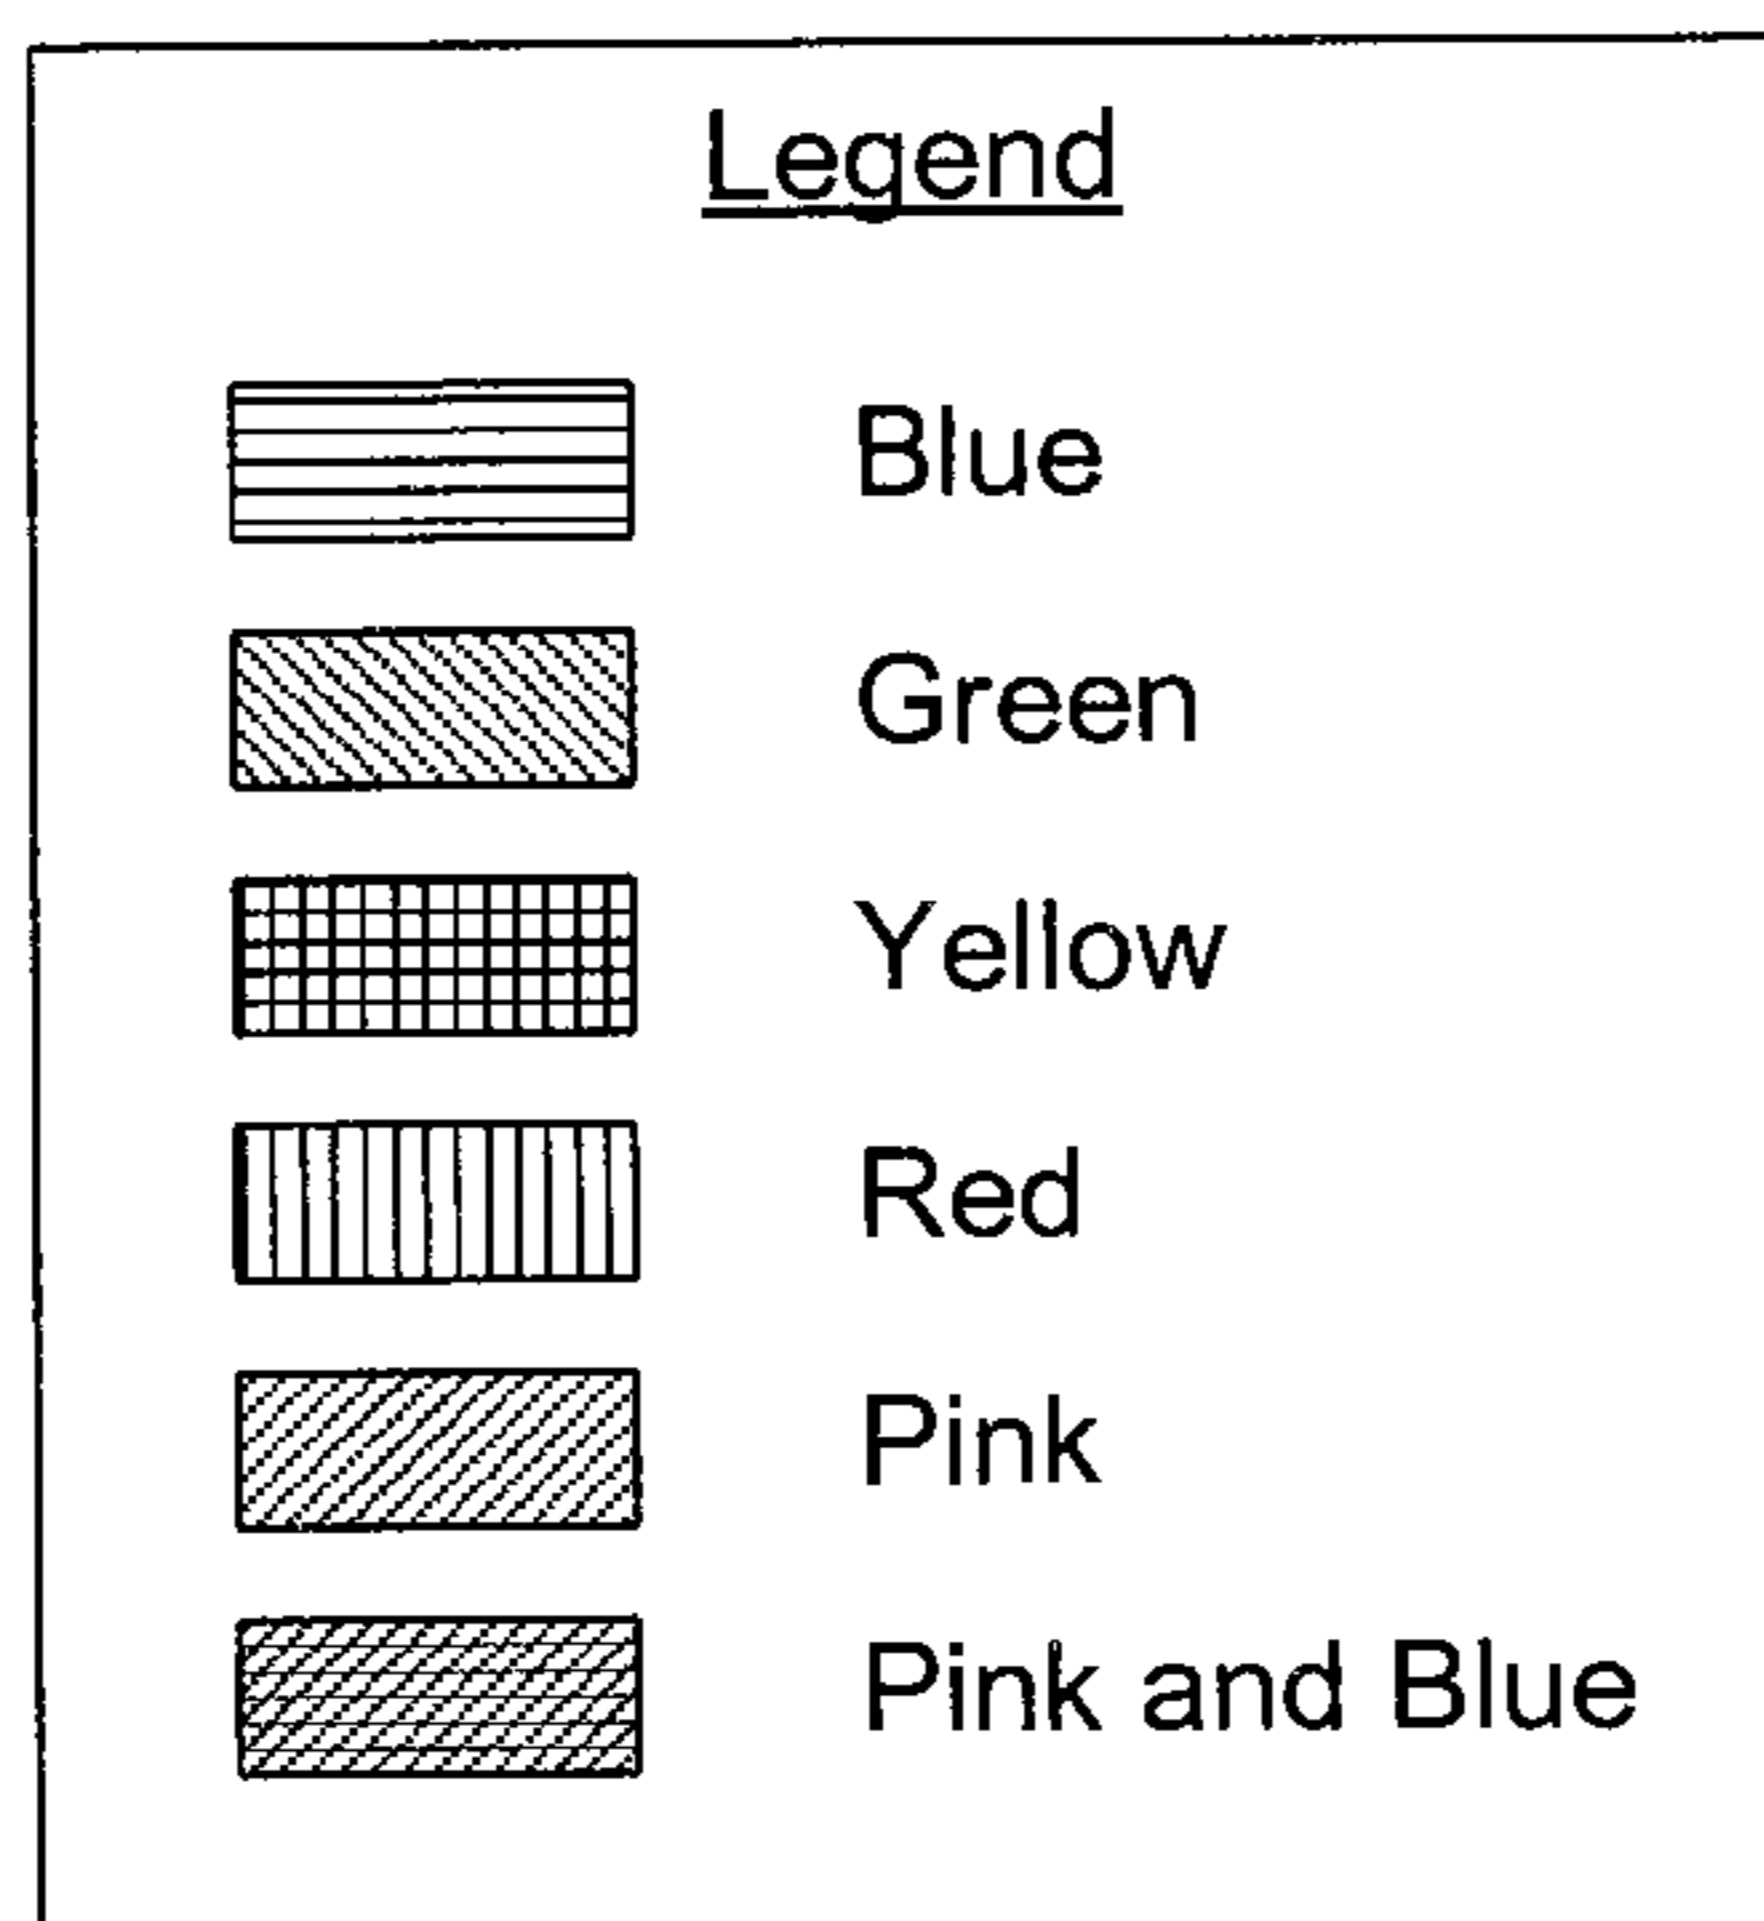 Legend
Blue
Green
Yellow
Red
Pink
Pink and Blue